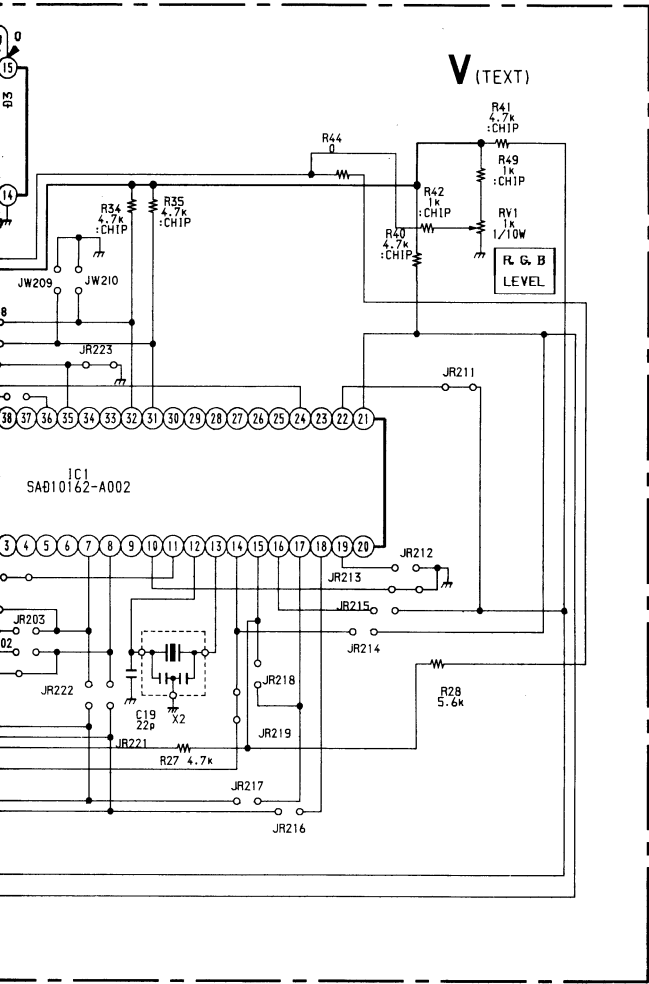 0
15
D3
14
V (TEXT)
R41
4.7k
:CHIP
R44
0
R49
1k
:CHIP
R42
1k
:CHIP
RV1
1k
1/10W
R34
4.7k
:CHIP
R35
4.7k
:CHIP
R40
4.7k
:CHIP
R. G. B
LEVEL
JW209
JW210
8
JR223
JR211
38 37 36 35 34 33 32 31 30 29 28 27 26 25 24 23 22 21
IC1
SAD10162-A002
3 4 5 6 7 8 9 10 11 12 13 14 15 16 17 18 19 20
JR212
JR213
JR215
JR203
02
JR214
JR222
JR218
C19
22p
X2
R28
5.6k
JR221
JR219
R27 4.7k
JR217
JR216